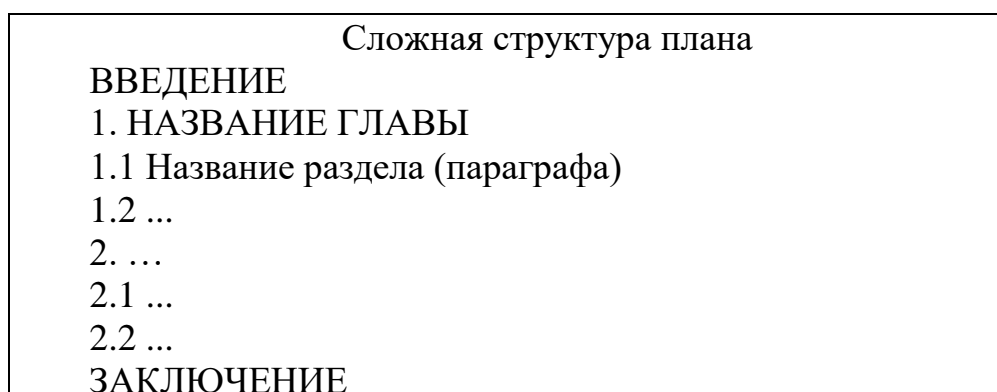 Сложная структура плана
ВВЕДЕНИЕ
1. НАЗВАНИЕ ГЛАВЫ
1.1 Название раздела (параграфа)
1.2 ...
2. …
2.1 ...
2.2 ...
ЗАКЛЮЧЕНИЕ